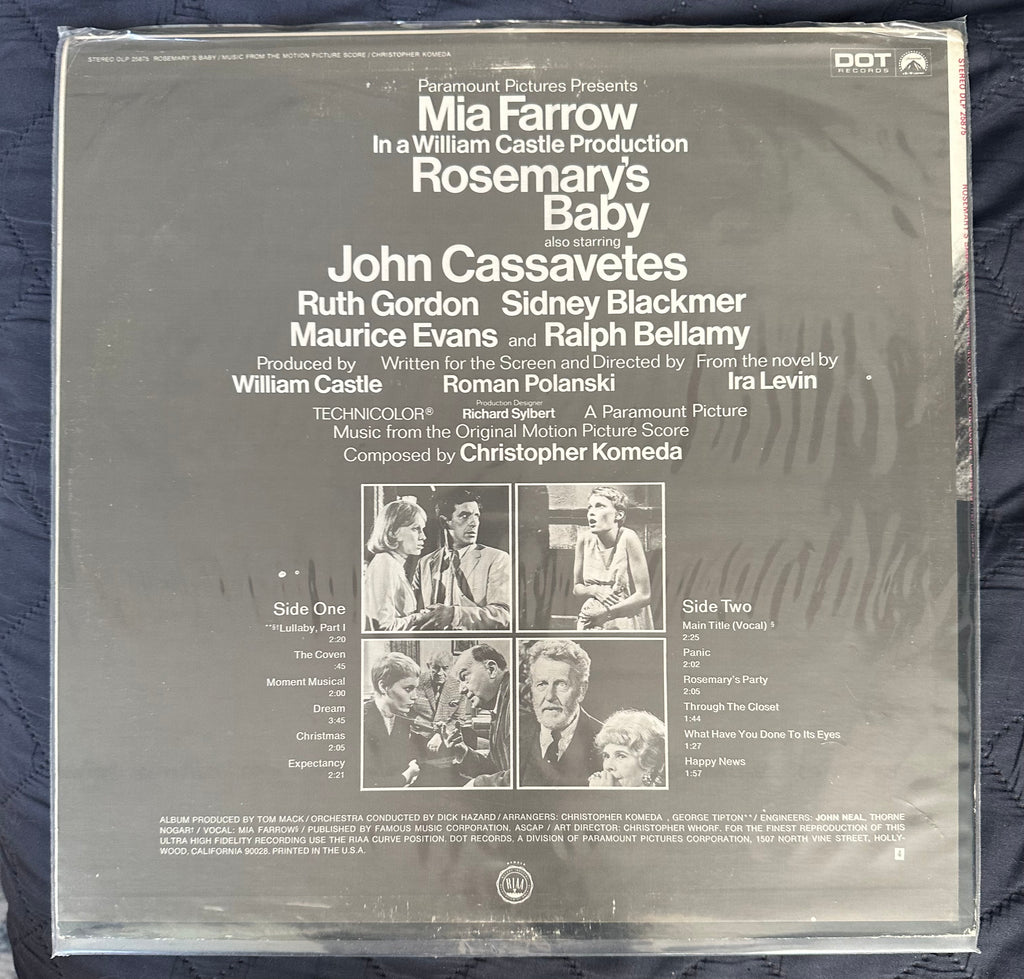 STEREO DLP 25875 ROSEMARY'S BABY / MUSIC FROM THE MOTION PICTURE SCORE / CHRISTOPHER KOMEDA
DOT
RECORDS
Paramount Pictures Presents
Mia Farrow
In a William Castle Production
Rosemary's
Baby
also starring
John Cassavetes
Ruth Gordon Sidney Blackmer
Maurice Evans and Ralph Bellamy
Produced by Written for the Screen and Directed by From the novel by
William Castle Roman Polanski Ira Levin
Production Designer
TECHNICOLOR® Richard Sylbert A Paramount Picture
Music from the Original Motion Picture Score
Composed by Christopher Komeda
Side One
**§†Lullaby, Part I
2:20
The Coven
:45
Moment Musical
2:00
Dream
3:45
Christmas
2:05
Expectancy
2:21
Side Two
Main Title (Vocal) §
2:25
Panic
2:02
Rosemary's Party
2:05
Through The Closet
1:44
What Have You Done To Its Eyes
1:27
Happy News
1:57
ALBUM PRODUCED BY TOM MACK / ORCHESTRA CONDUCTED BY DICK HAZARD / ARRANGERS: CHRISTOPHER KOMEDA , GEORGE TIPTON** / ENGINEERS: JOHN NEAL, THORNE
NOGAR† / VOCAL: MIA FARROW§ / PUBLISHED BY FAMOUS MUSIC CORPORATION, ASCAP / ART DIRECTOR: CHRISTOPHER WHORF. FOR THE FINEST REPRODUCTION OF THIS
ULTRA HIGH FIDELITY RECORDING USE THE RIAA CURVE POSITION. DOT RECORDS, A DIVISION OF PARAMOUNT PICTURES CORPORATION, 1507 NORTH VINE STREET, HOLLY-
WOOD, CALIFORNIA 90028. PRINTED IN THE U.S.A.
4
RIAA
STEREO DLP 25875